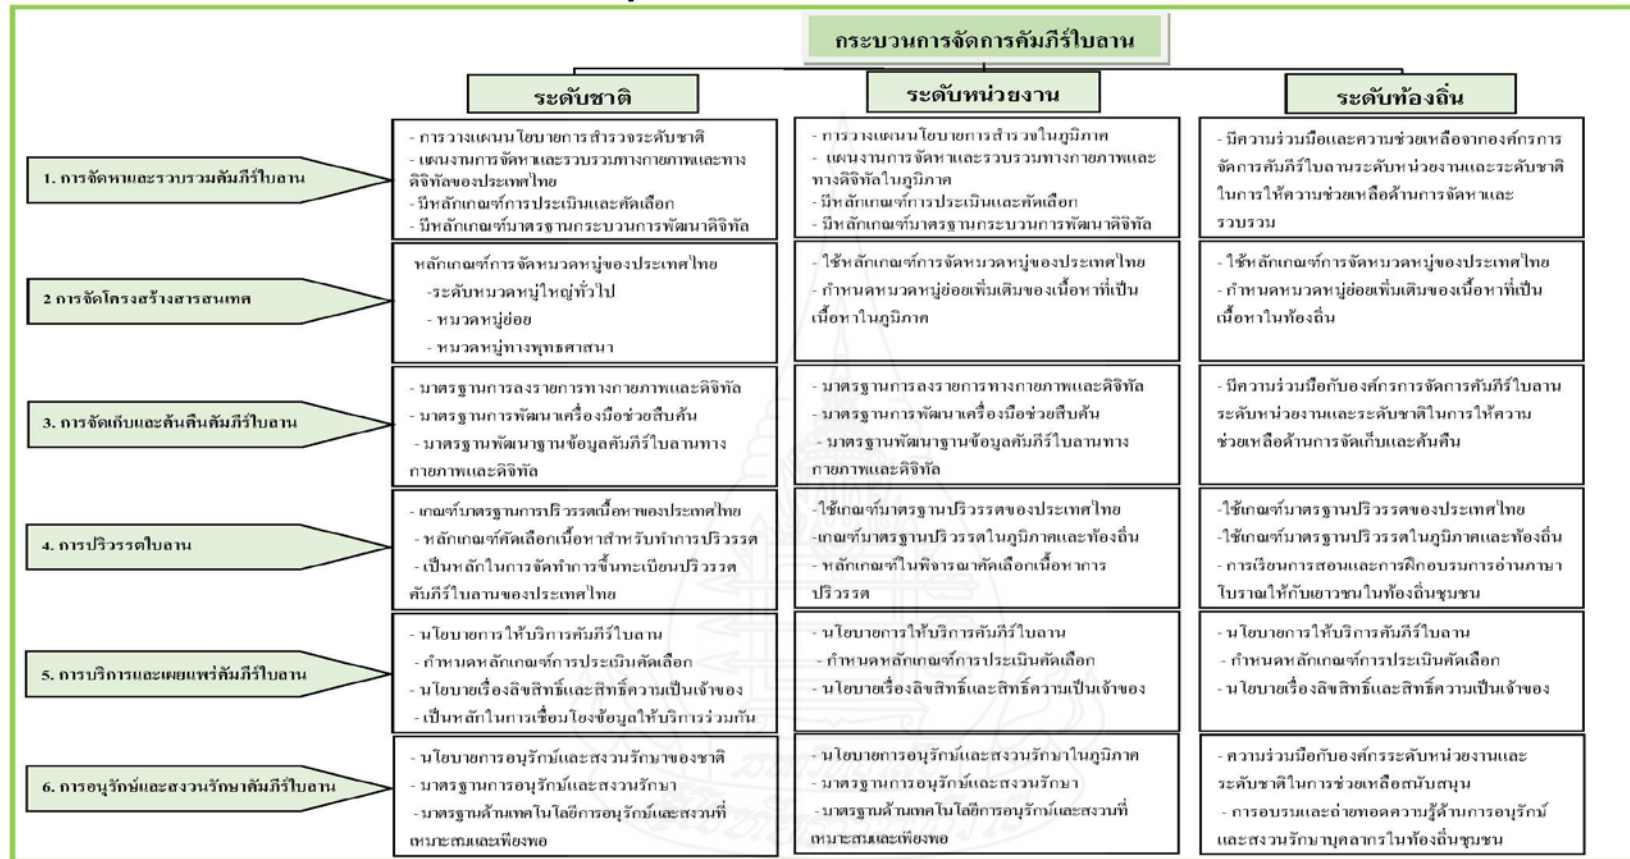 กระบวนการจัดการคัมภีร์ใบลาน
ระดับชาติ
ระดับหน่วยงาน
ระดับท้องถิ่น
1. การจัดหาและรวบรวมคัมภีร์ใบลาน
- การวางแผนนโยบายการสำรวจระดับชาติ
- แผนงานการจัดหาและรวบรวมทางกายภาพและทาง
ดิจิทัลของประเทศไทย
- มีหลักเกณฑ์การประเมินและคัดเลือก
- มีหลักเกณฑ์มาตรฐานกระบวนการพัฒนาดิจิทัล
- การวางแผนนโยบายการสำรวจในภูมิภาค
- แผนงานการจัดหาและรวบรวมทางกายภาพและ
ทางดิจิทัลในภูมิภาค
- มีหลักเกณฑ์การประเมินและคัดเลือก
- มีหลักเกณฑ์มาตรฐานกระบวนการพัฒนาดิจิทัล
- มีความร่วมมือและความช่วยเหลือจากองค์กรการ
จัดการคัมภีร์ใบลานระดับหน่วยงานและระดับชาติ
ในการให้ความช่วยเหลือด้านการจัดหาและ
รวบรวม
2 การจัดโครงสร้างสารสนเทศ
หลักเกณฑ์การจัดหมวดหมู่ของประเทศไทย
-ระดับหมวดหมู่ใหญ่ทั่วไป
- หมวดหมู่ย่อย
- หมวดหมู่ทางพุทธศาสนา
- ใช้หลักเกณฑ์การจัดหมวดหมู่ของประเทศไทย
- กำหนดหมวดหมู่ย่อยเพิ่มเติมของเนื้อหาที่เป็น
เนื้อหาในภูมิภาค
- ใช้หลักเกณฑ์การจัดหมวดหมู่ของประเทศไทย
- กำหนดหมวดหมู่ย่อยเพิ่มเติมของเนื้อหาที่เป็น
เนื้อหาในท้องถิ่น
3. การจัดเก็บและค้นคืนคัมภีร์ใบลาน
- มาตรฐานการลงรายการทางกายภาพและดิจิทัล
- มาตรฐานการพัฒนาเครื่องมือช่วยสืบค้น
- มาตรฐานพัฒนาฐานข้อมูลคัมภีร์ใบลานทาง
กายภาพและดิจิทัล
- มาตรฐานการลงรายการทางกายภาพและดิจิทัล
- มาตรฐานการพัฒนาเครื่องมือช่วยสืบค้น
- มาตรฐานพัฒนาฐานข้อมูลคัมภีร์ใบลานทาง
กายภาพและดิจิทัล
- มีความร่วมมือกับองค์กรการจัดการคัมภีร์ใบลาน
ระดับหน่วยงานและระดับชาติในการให้ความ
ช่วยเหลือด้านการจัดเก็บและค้นคืน
4. การปริวรรตใบลาน
- เกณฑ์มาตรฐานการปริวรรตเนื้อหาของประเทศไทย
- หลักเกณฑ์คัดเลือกเนื้อหาสำหรับทำการปริวรรต
- เป็นหลักในการจัดทำการขึ้นทะเบียนปริวรรต
คัมภีร์ใบลานของประเทศไทย
-ใช้เกณฑ์มาตรฐานปริวรรตของประเทศไทย
-เกณฑ์มาตรฐานปริวรรตในภูมิภาคและท้องถิ่น
- หลักเกณฑ์ในพิจารณาคัดเลือกเนื้อหาการ
ปริวรรต
-ใช้เกณฑ์มาตรฐานปริวรรตของประเทศไทย
-ใช้เกณฑ์มาตรฐานปริวรรตในภูมิภาคและท้องถิ่น
- การเรียนการสอนและการฝึกอบรมการอ่านภาษา
โบราณให้กับเยาวชนในท้องถิ่นชุมชน
5. การบริการและเผยแพร่คัมภีร์ใบลาน
- นโยบายการให้บริการคัมภีร์ใบลาน
- กำหนดหลักเกณฑ์การประเมินคัดเลือก
- นโยบายเรื่องลิขสิทธิ์และสิทธิ์ความเป็นเจ้าของ
- เป็นหลักในการเชื่อมโยงข้อมูลให้บริการร่วมกัน
- นโยบายการให้บริการคัมภีร์ใบลาน
- กำหนดหลักเกณฑ์การประเมินคัดเลือก
- นโยบายเรื่องลิขสิทธิ์และสิทธิ์ความเป็นเจ้าของ
- นโยบายการให้บริการคัมภีร์ใบลาน
- กำหนดหลักเกณฑ์การประเมินคัดเลือก
- นโยบายเรื่องลิขสิทธิ์และสิทธิ์ความเป็นเจ้าของ
6. การอนุรักษ์และสงวนรักษาคัมภีร์ใบลาน
- นโยบายการอนุรักษ์และสงวนรักษาของชาติ
- มาตรฐานการอนุรักษ์และสงวนรักษา
- มาตรฐานด้านเทคโนโลยีการอนุรักษ์และสงวนที่
เหมาะสมและเพียงพอ
- นโยบายการอนุรักษ์และสงวนรักษาในภูมิภาค
- มาตรฐานการอนุรักษ์และสงวนรักษา
- มาตรฐานด้านเทคโนโลยีการอนุรักษ์และสงวนที่
เหมาะสมและเพียงพอ
- ความร่วมมือกับองค์กรระดับหน่วยงานและ
ระดับชาติในการช่วยเหลือสนับสนุน
- การอบรมและถ่ายทอดความรู้ด้านการอนุรักษ์
และสงวนรักษาบุคลากรในท้องถิ่นชุมชน